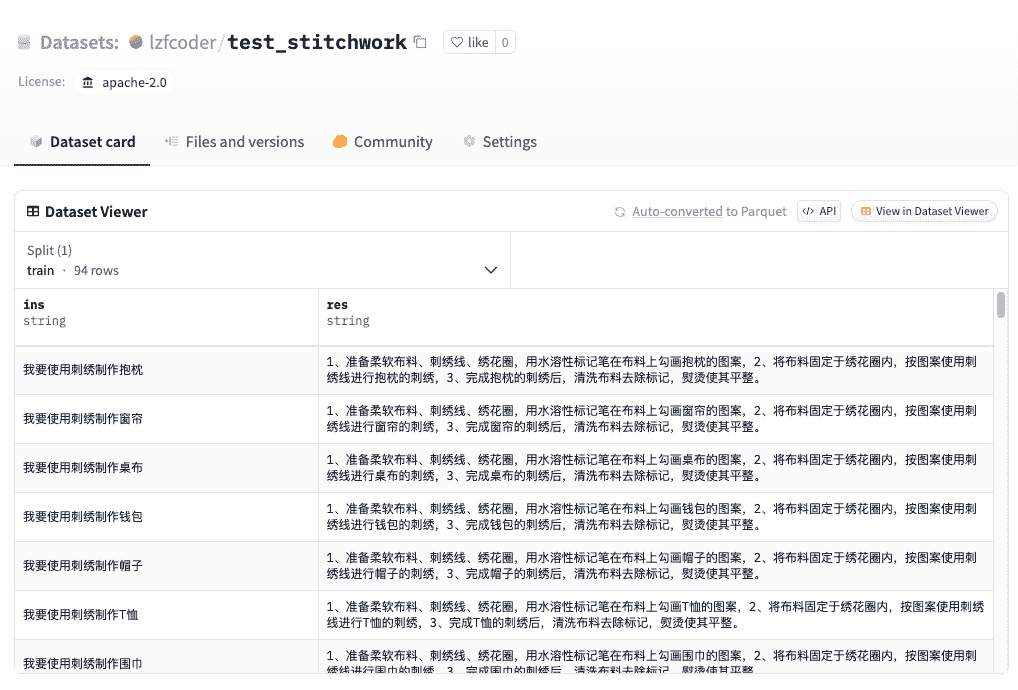 Datasets: lzfcoder/test_stitchwork like 0
License: apache-2.0
Dataset card Files and versions Community Settings
Dataset Viewer Auto-converted to Parquet </> API View in Dataset Viewer
Split (1)
train · 94 rows
ins res
string string
我要使用刺绣制作抱枕
1、准备柔软布料、刺绣线、绣花圈，用水溶性标记笔在布料上勾画抱枕的图案，2、将布料固定于绣花圈内，按图案使用刺
绣线进行抱枕的刺绣，3、完成抱枕的刺绣后，清洗布料去除标记，熨烫使其平整。
我要使用刺绣制作窗帘
1、准备柔软布料、刺绣线、绣花圈，用水溶性标记笔在布料上勾画窗帘的图案，2、将布料固定于绣花圈内，按图案使用刺
绣线进行窗帘的刺绣，3、完成窗帘的刺绣后，清洗布料去除标记，熨烫使其平整。
我要使用刺绣制作桌布
1、准备柔软布料、刺绣线、绣花圈，用水溶性标记笔在布料上勾画桌布的图案，2、将布料固定于绣花圈内，按图案使用刺
绣线进行桌布的刺绣，3、完成桌布的刺绣后，清洗布料去除标记，熨烫使其平整。
我要使用刺绣制作钱包
1、准备柔软布料、刺绣线、绣花圈，用水溶性标记笔在布料上勾画钱包的图案，2、将布料固定于绣花圈内，按图案使用刺
绣线进行钱包的刺绣，3、完成钱包的刺绣后，清洗布料去除标记，熨烫使其平整。
我要使用刺绣制作帽子
1、准备柔软布料、刺绣线、绣花圈，用水溶性标记笔在布料上勾画帽子的图案，2、将布料固定于绣花圈内，按图案使用刺
绣线进行帽子的刺绣，3、完成帽子的刺绣后，清洗布料去除标记，熨烫使其平整。
我要使用刺绣制作T恤
1、准备柔软布料、刺绣线、绣花圈，用水溶性标记笔在布料上勾画T恤的图案，2、将布料固定于绣花圈内，按图案使用刺绣
线进行T恤的刺绣，3、完成T恤的刺绣后，清洗布料去除标记，熨烫使其平整。
我要使用刺绣制作围巾
1、准备柔软布料、刺绣线、绣花圈，用水溶性标记笔在布料上勾画围巾的图案，2、将布料固定于绣花圈内，按图案使用刺
绣线进行围巾的刺绣，3、完成围巾的刺绣后，清洗布料去除标记，熨烫使其平整。